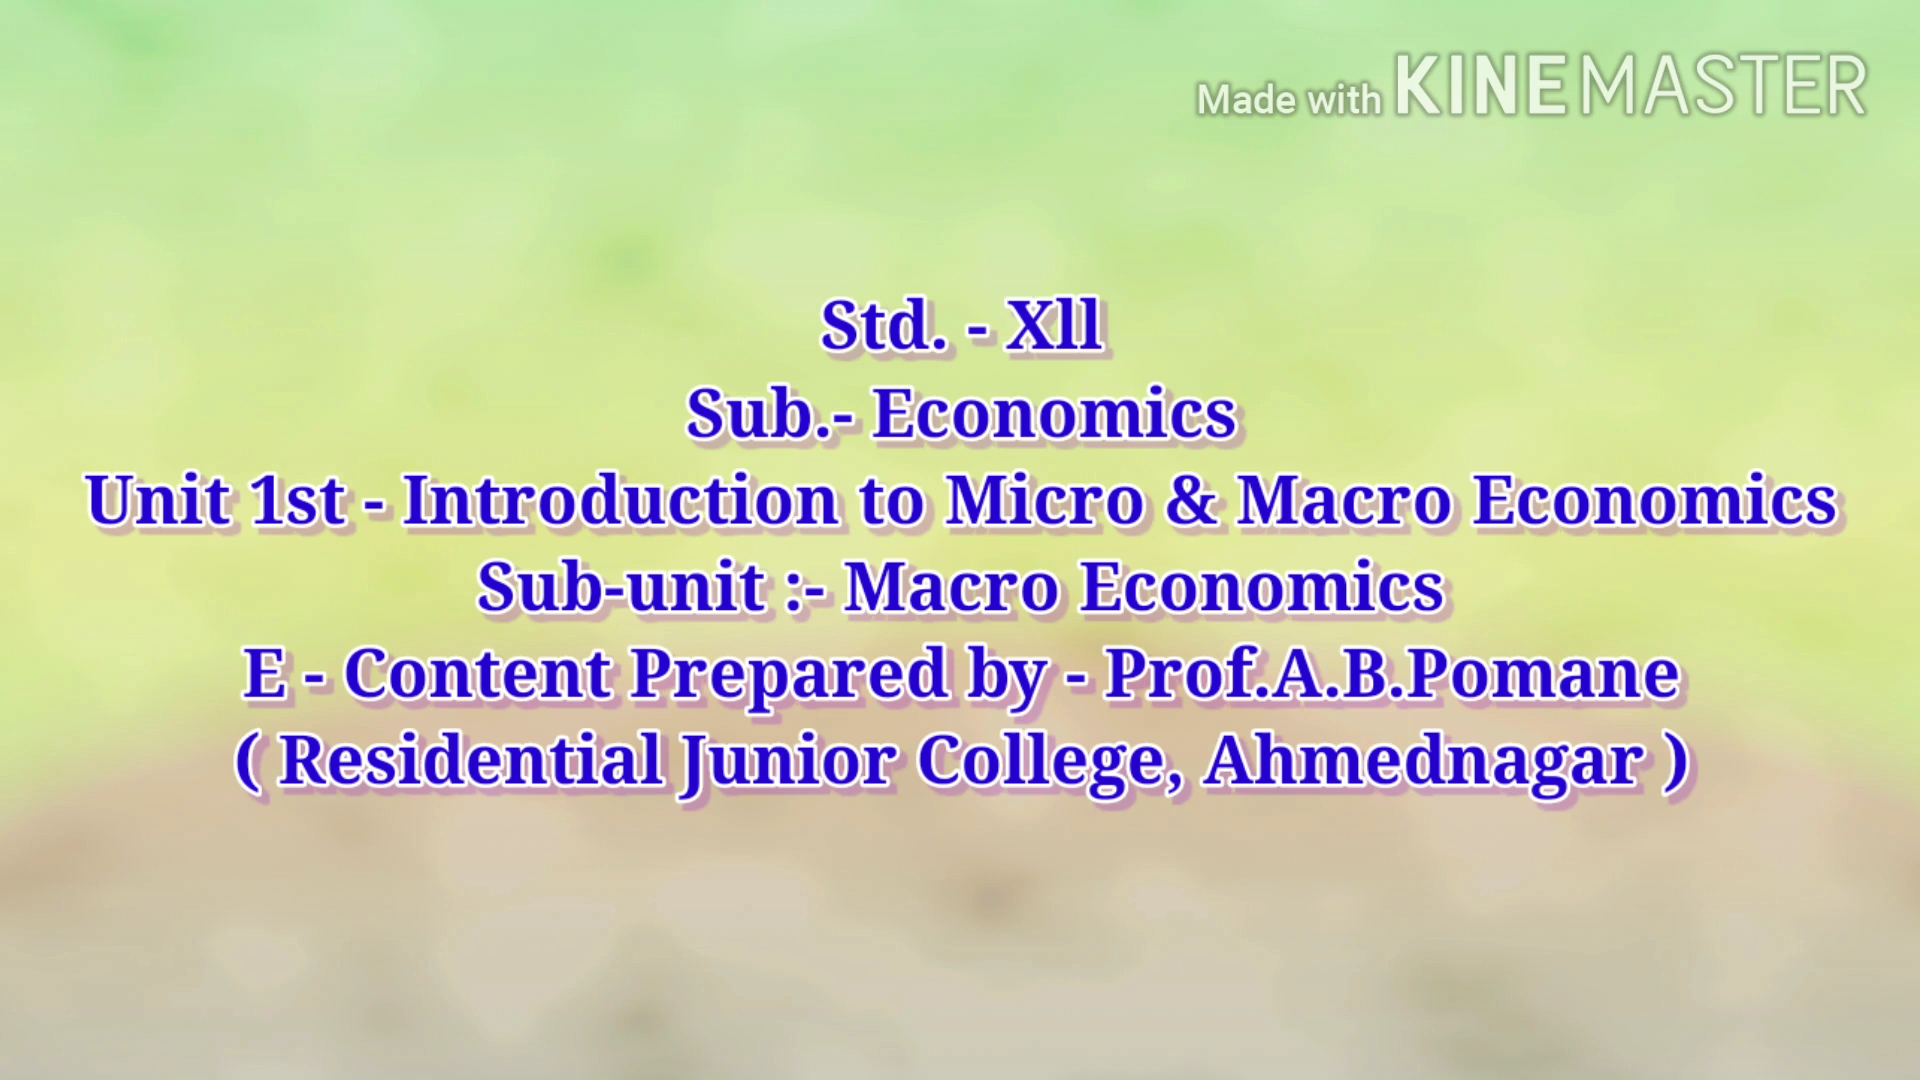 Made with KINEMASTER
Std. - Xll
Sub.- Economics
Unit 1st - Introduction to Micro & Macro Economics
Sub-unit :- Macro Economics
E - Content Prepared by - Prof.A.B.Pomane
( Residential Junior College, Ahmednagar )